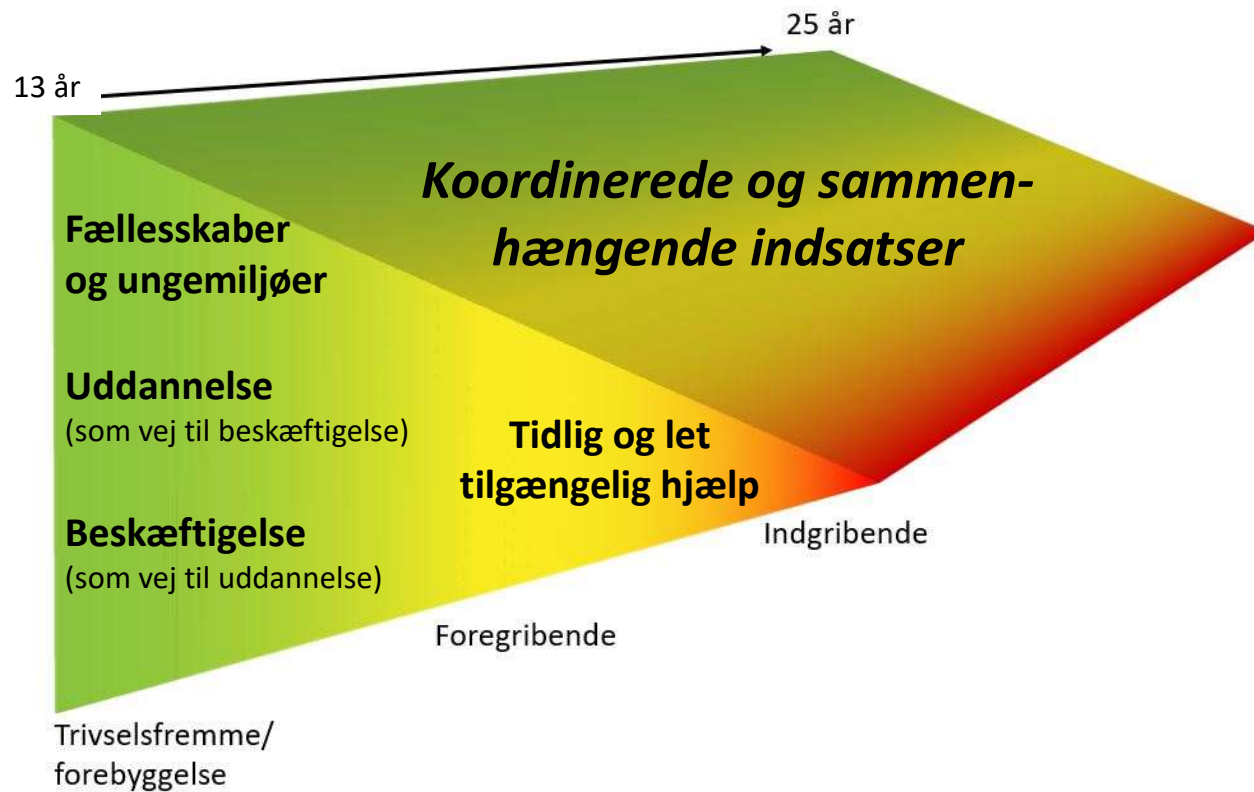 25 år
13 år
Koordinerede og sammen-
hængende indsatser
Fællesskaber
og ungemiljøer
Uddannelse
(som vej til beskæftigelse)
Tidlig og let
tilgængelig hjælp
Beskæftigelse
(som vej til uddannelse)
Indgribende
Foregribende
Trivselsfremme/
forebyggelse